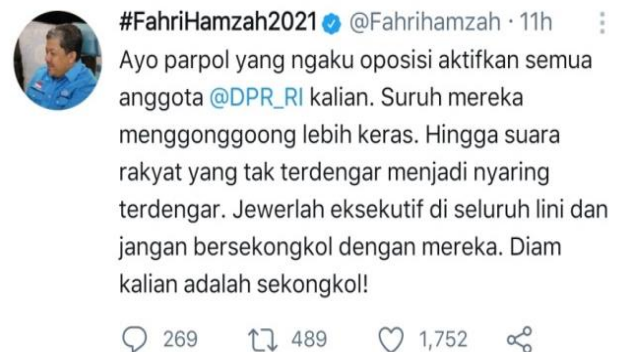 #FahriHamzah2021 @Fahrihamzah · 11h
Ayo parpol yang ngaku oposisi aktifkan semua
anggota @DPR_RI kalian. Suruh mereka
menggonggoong lebih keras. Hingga suara
rakyat yang tak terdengar menjadi nyaring
terdengar. Jewerlah eksekutif di seluruh lini dan
jangan bersekongkol dengan mereka. Diam
kalian adalah sekongkol!
269 489 1,752